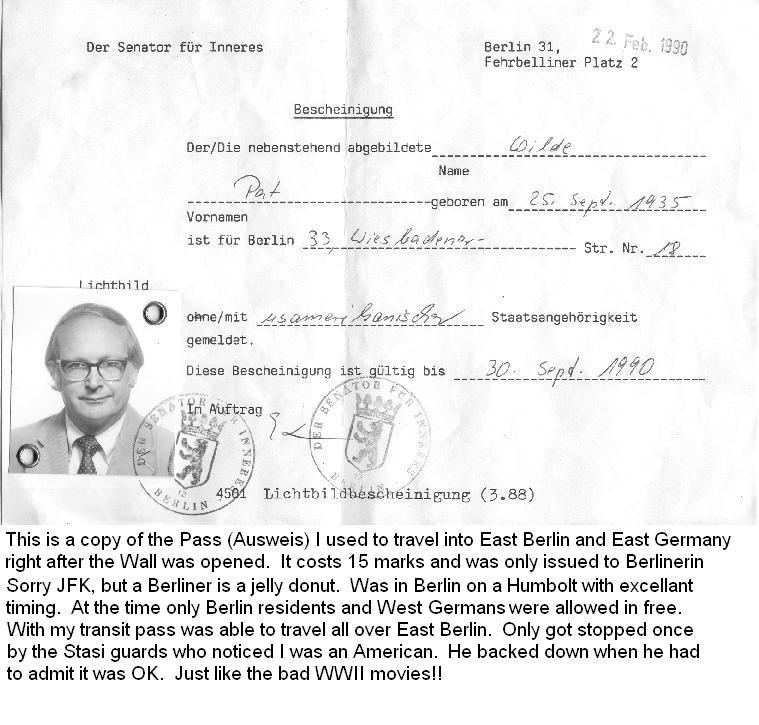 Der Senator für Inneres
Berlin 31, 22. Feb. 1990
Fehrbelliner Platz 2
Bescheinigung
Der/Die nebenstehend abgebildete Wilde
Name
Pat geboren am 25. Sept. 1935
Vornamen
ist für Berlin 33, Wiesbadener- Str. Nr. 18
Lichtbild
ohne/mit usamerikanischer Staatsangehörigkeit
gemeldet.
Diese Bescheinigung ist gültig bis 30. Sept. 1990
In Auftrag
DER SENATOR FÜR INNERES
BERLIN
12
DER SENATOR FÜR INNERES
BERLIN
4501 Lichtbildbescheinigung (3.88)
This is a copy of the Pass (Ausweis) I used to travel into East Berlin and East Germany
right after the Wall was opened. It costs 15 marks and was only issued to Berlinerin
Sorry JFK, but a Berliner is a jelly donut. Was in Berlin on a Humbolt with excellant
timing. At the time only Berlin residents and West Germans were allowed in free.
With my transit pass was able to travel all over East Berlin. Only got stopped once
by the Stasi guards who noticed I was an American. He backed down when he had
to admit it was OK. Just like the bad WWII movies!!